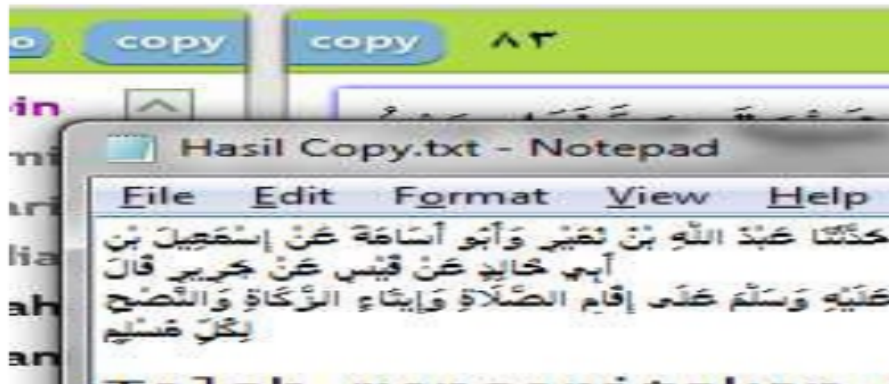 copy
copy
٨٣
in
Hasil Copy.txt - Notepad
File Edit Format View Help
حَدَّثَنَا عَبْدُ اللَّهِ بْنُ نُمَيْرٍ وَأَبُو أُسَامَةَ عَنْ إِسْمَعِيلَ بْنِ
أَبِي خَالِدٍ عَنْ قَيْسٍ عَنْ جَرِيرٍ قَالَ
عَلَيْهِ وَسَلَّمَ عَلَى إِقَامِ الصَّلَاةِ وَإِيتَاءِ الزَّكَاةِ وَالنُّصْحِ
لِكُلِّ مُسْلِمٍ